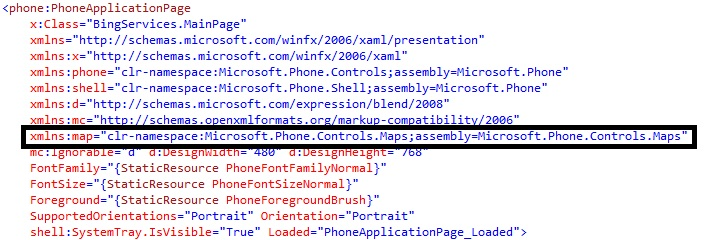 <phone:PhoneApplicationPage
x:Class="BingServices.MainPage"
xmlns="http://schemas.microsoft.com/winfx/2006/xaml/presentation"
xmlns:x="http://schemas.microsoft.com/winfx/2006/xaml"
xmlns:phone="clr-namespace:Microsoft.Phone.Controls;assembly=Microsoft.Phone"
xmlns:shell="clr-namespace:Microsoft.Phone.Shell;assembly=Microsoft.Phone"
xmlns:d="http://schemas.microsoft.com/expression/blend/2008"
xmlns:mc="http://schemas.openxmlformats.org/markup-compatibility/2006"
xmlns:map="clr-namespace:Microsoft.Phone.Controls.Maps;assembly=Microsoft.Phone.Controls.Maps"
mc:Ignorable="d" d:DesignWidth="480" d:DesignHeight="768"
FontFamily="{StaticResource PhoneFontFamilyNormal}"
FontSize="{StaticResource PhoneFontSizeNormal}"
Foreground="{StaticResource PhoneForegroundBrush}"
SupportedOrientations="Portrait" Orientation="Portrait"
shell:SystemTray.IsVisible="True" Loaded="PhoneApplicationPage_Loaded">